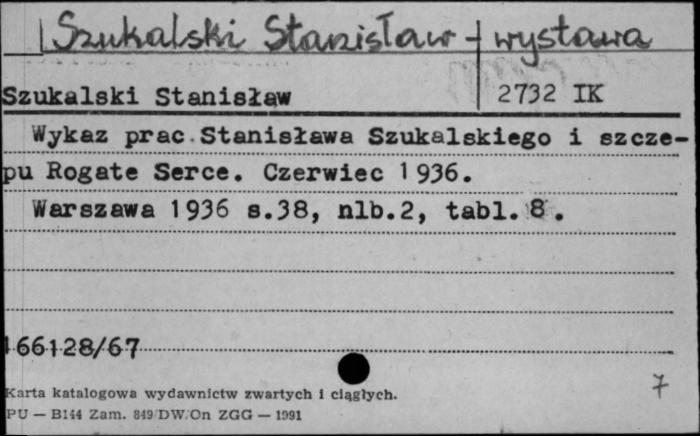 Szukalski Stanisław - wystawa
Szukalski Stanisław 2732 IK
Wykaz prac Stanisława Szukalskiego i szcze-
pu Rogate Serce. Czerwiec 1936.
Warszawa 1936 s.38, nlb.2, tabl. 8.
166128/67
7
Karta katalogowa wydawnictw zwartych i ciągłych.
PU — B144 Zam. 849/DW/On ZGG — 1991